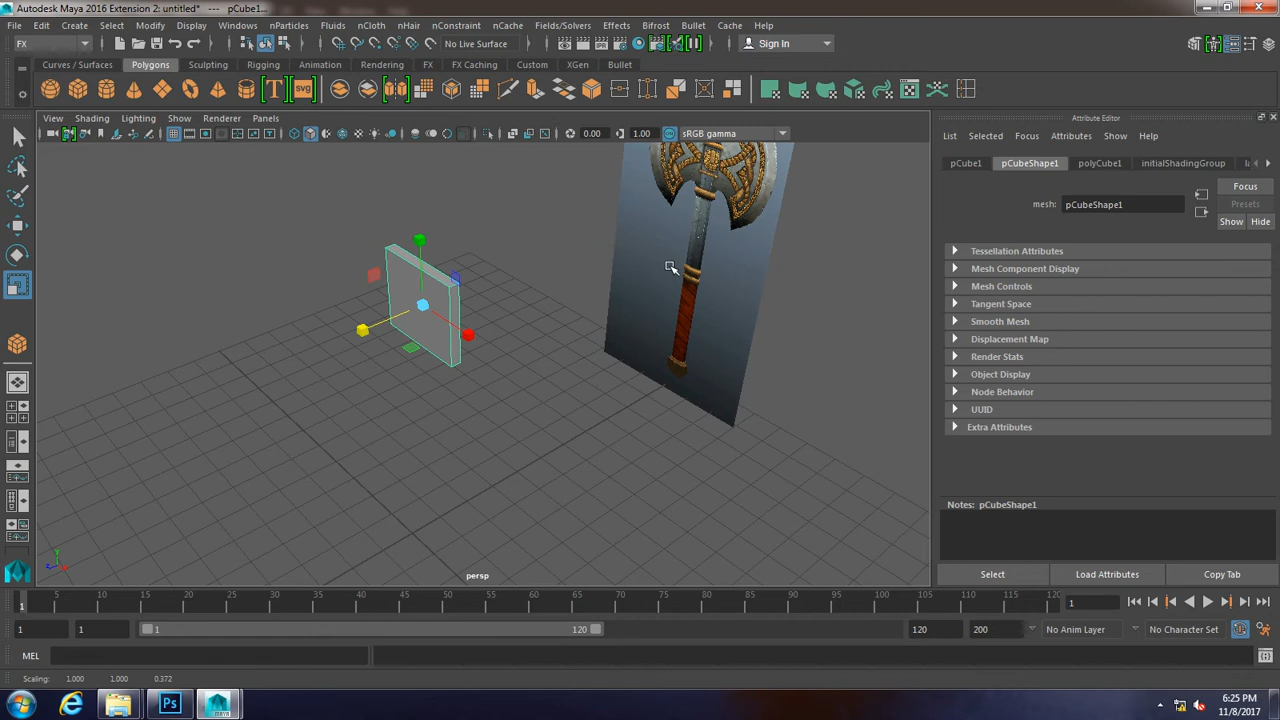 Autodesk Maya 2016 Extension 2: untitled* --- pCube1...
File Edit Create Select Modify Display Windows nParticles Fluids nCloth nHair nConstraint nCache Fields/Solvers Effects Bifrost Bullet Cache Help
FX No Live Surface Sign In
Curves / Surfaces Polygons Sculpting Rigging Animation Rendering FX FX Caching Custom XGen Bullet
T svg
View Shading Lighting Show Renderer Panels
0.00 1.00 sRGB gamma
persp
Attribute Editor
List Selected Focus Attributes Show Help
pCube1 pCubeShape1 polyCube1 initialShadingGroup
mesh: pCubeShape1
Focus
Presets
Show Hide
Tessellation Attributes
Mesh Component Display
Mesh Controls
Tangent Space
Smooth Mesh
Displacement Map
Render Stats
Object Display
Node Behavior
UUID
Extra Attributes
Notes: pCubeShape1
Select Load Attributes Copy Tab
1 5 10 15 20 25 30 35 40 45 50 55 60 65 70 75 80 85 90 95 100 105 110 115 120 1
1 1 1 120 120 200 No Anim Layer No Character Set
MEL
Scaling: 1.000 1.000 0.372
Ps
6:25 PM
11/8/2017